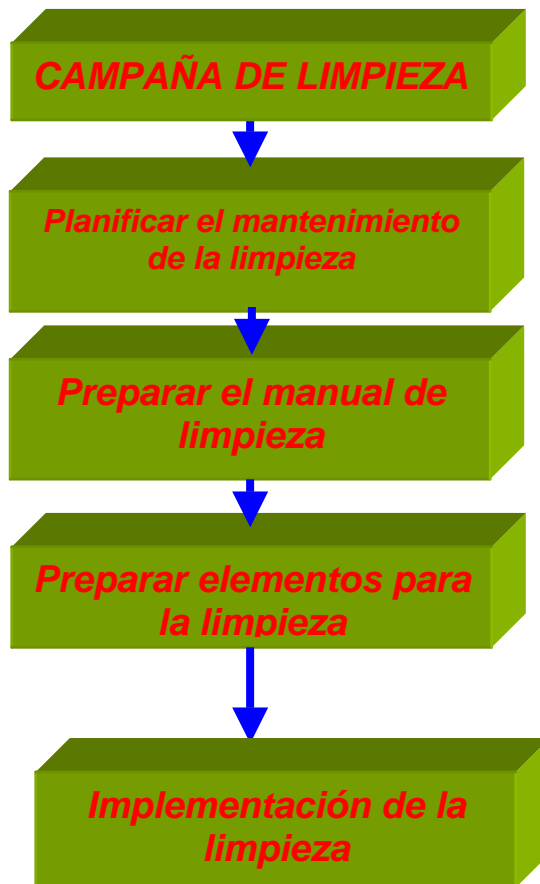 CAMPAÑA DE LIMPIEZA
Planificar el mantenimiento
de la limpieza
Preparar el manual de
limpieza
Preparar elementos para
la limpieza
Implementación de la
limpieza